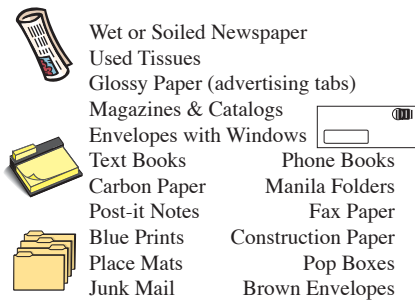 Wet or Soiled Newspaper
Used Tissues
Glossy Paper (advertising tabs)
Magazines & Catalogs
Envelopes with Windows
Text Books Phone Books
Carbon Paper Manila Folders
Post-it Notes Fax Paper
Blue Prints Construction Paper
Place Mats Pop Boxes
Junk Mail Brown Envelopes